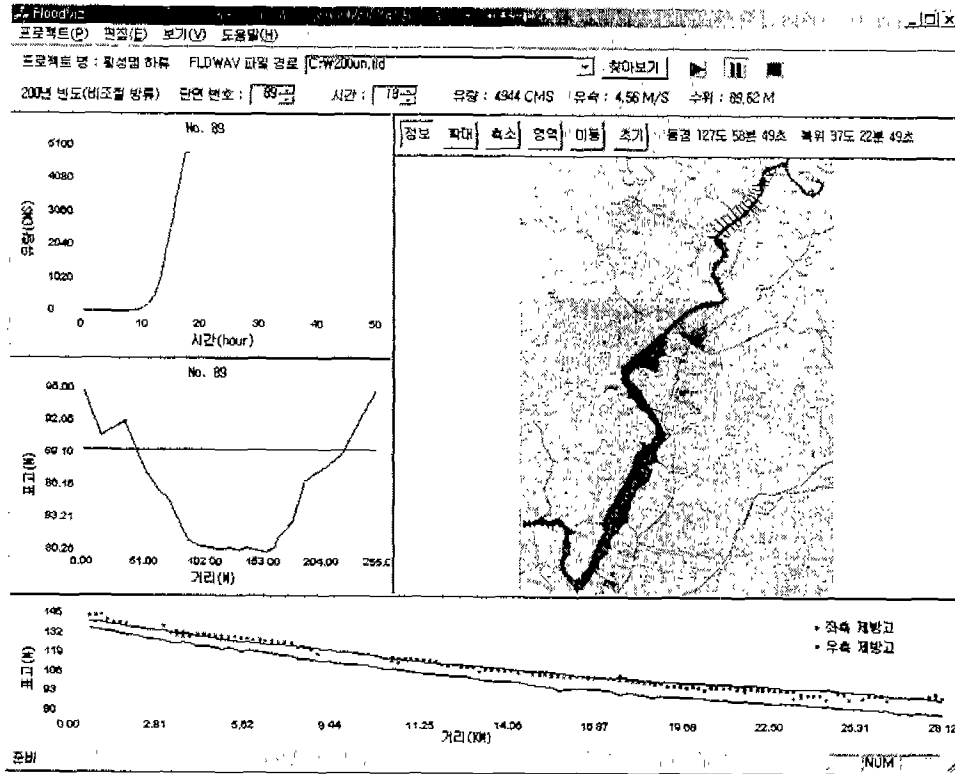 FloodViz
프로젝트(P) 편집(E) 보기(V) 도움말(H)
프로젝트 명 : 횡성댐 하류 FLDWAV 파일 경로 찾아보기
200년 빈도(비조절 방류) 단면 번호 : 89 시간 : 유량 : 4944 CMS 유속 : 4,56 M/S 수위 : 89,62 M
정보 확대 축소 영역 이동 초기 동경 127도 58분 49초 북위 37도 22분 49초
No. 89
유량(CMS)
5100
4080
3060
2040
1020
0
0 10 20 30 40 50
시간(hour)
No. 89
표고(M)
95.00
92.05
89.10
86.16
83.21
80.26
0.00 51.00 102.00 153.00 204.00 255.0
거리(M)
표고(M)
145
132
119
106
93
80
좌측 제방고
우측 제방고
0.00 2.81 5.62 8.44 11.25 14.06 16.87 19.68 22.50 25.31 28.12
거리(KM)
준비 NUM